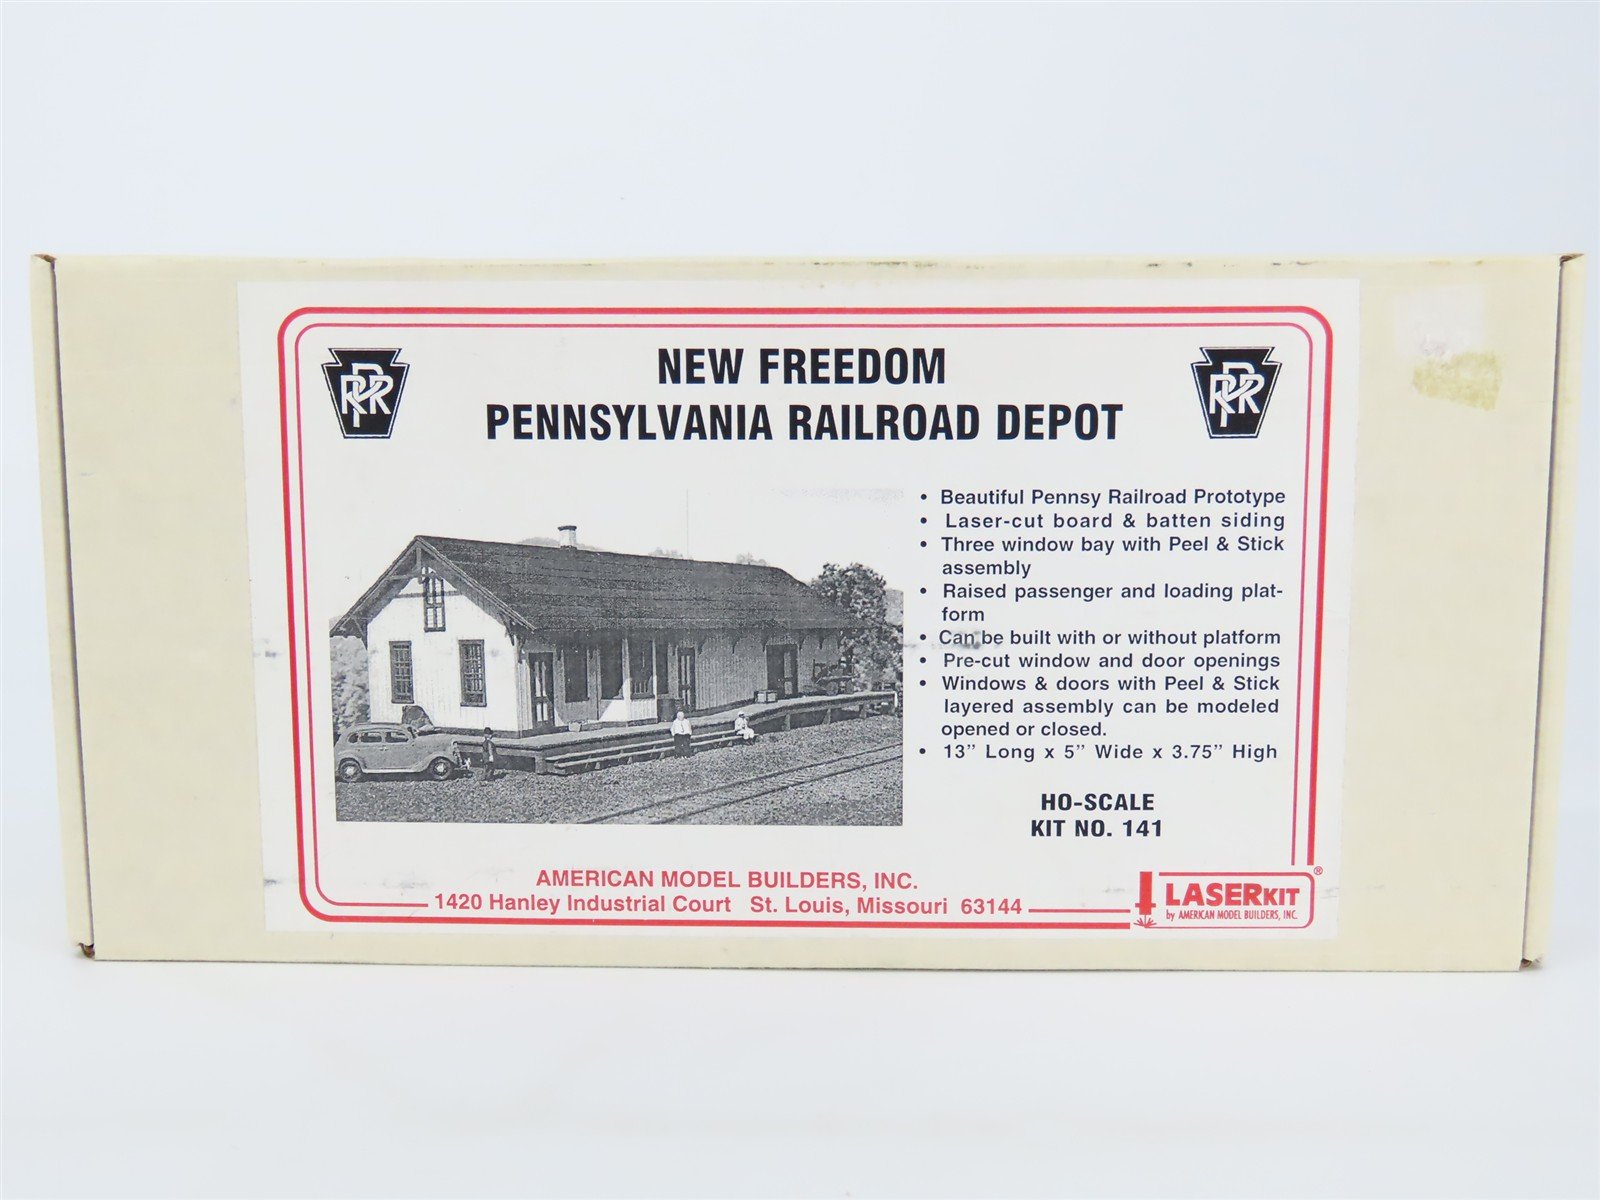 NEW FREEDOM
PENNSYLVANIA RAILROAD DEPOT
PRR
PRR
• Beautiful Pennsy Railroad Prototype
• Laser-cut board & batten siding
• Three window bay with Peel & Stick
assembly
• Raised passenger and loading plat-
form
• Can be built with or without platform
• Pre-cut window and door openings
• Windows & doors with Peel & Stick
layered assembly can be modeled
opened or closed.
• 13” Long x 5” Wide x 3.75” High
HO-SCALE
KIT NO. 141
AMERICAN MODEL BUILDERS, INC.
1420 Hanley Industrial Court St. Louis, Missouri 63144
LASERKIT®
by AMERICAN MODEL BUILDERS, INC.